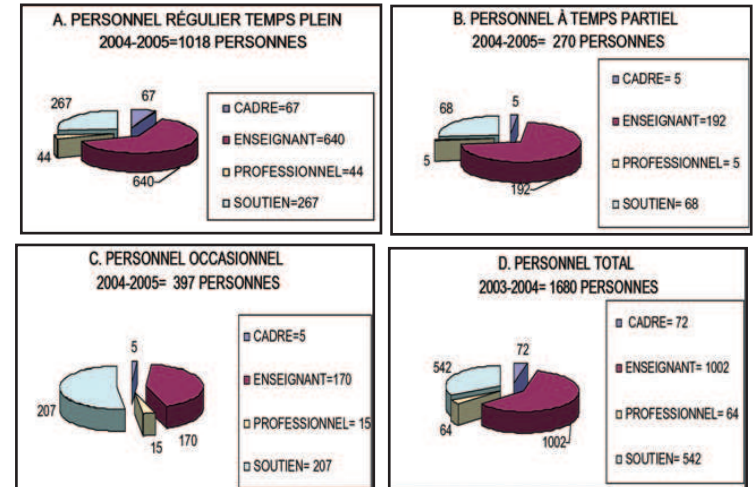 A. PERSONNEL RÉGULIER TEMPS PLEIN
2004-2005=1018 PERSONNES
67
267
44
640
CADRE=67
ENSEIGNANT=640
PROFESSIONNEL=44
SOUTIEN=267
B. PERSONNEL À TEMPS PARTIEL
2004-2005= 270 PERSONNES
5
68
5
192
CADRE= 5
ENSEIGNANT=192
PROFESSIONNEL= 5
SOUTIEN= 68
C. PERSONNEL OCCASIONNEL
2004-2005= 397 PERSONNES
5
207
15
170
CADRE=5
ENSEIGNANT=170
PROFESSIONNEL= 15
SOUTIEN= 207
D. PERSONNEL TOTAL
2003-2004= 1680 PERSONNES
72
542
64
1002
CADRE= 72
ENSEIGNANT= 1002
PROFESSIONNEL= 64
SOUTIEN= 542